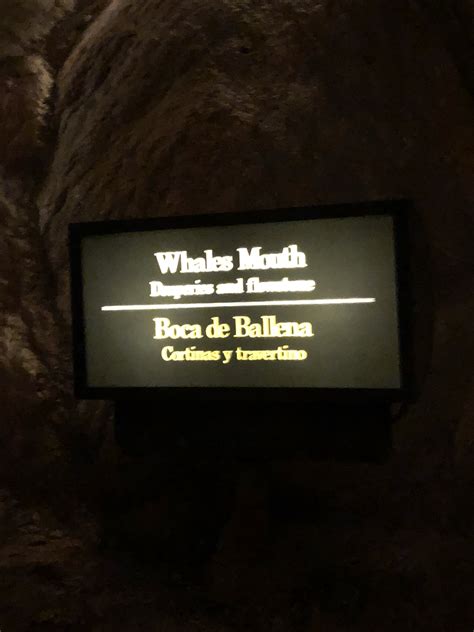 Whales Mouth
Draperies and flowstone
Boca de Ballena
Cortinas y travertino